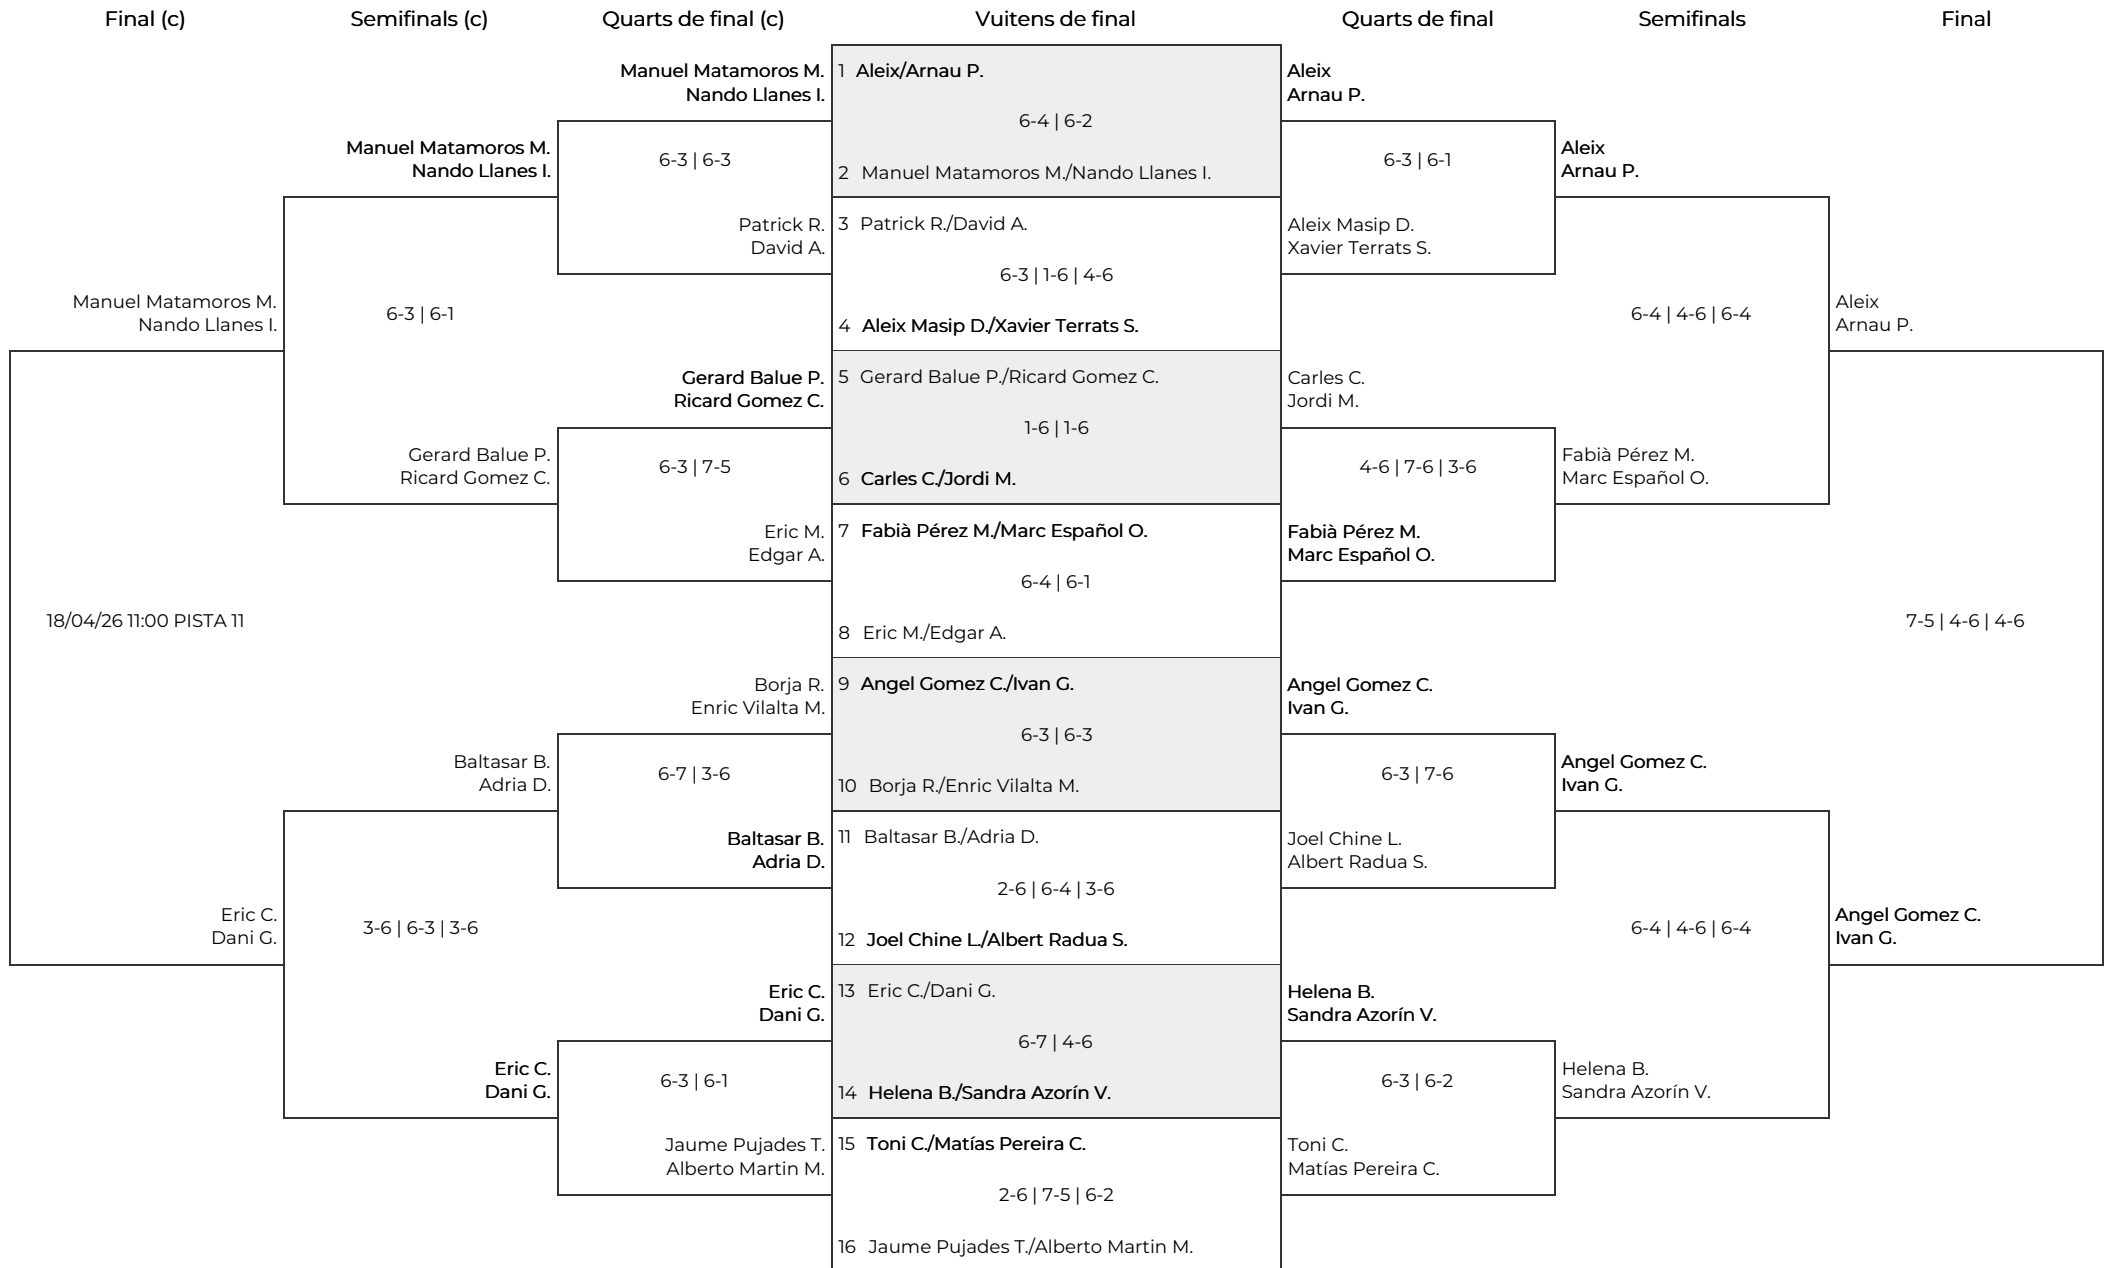 Final (c)
Semifinals (c)
Quarts de final (c)
Vuitens de final
Quarts de final
Semifinals
Final
Manuel Matamoros M.
Nando Llanes I.
Eric C.
Dani G.
18/04/26 11:00 PISTA 11
Manuel Matamoros M.
Nando Llanes I.
6-3 | 6-1
Gerard Balue P.
Ricard Gomez C.
Baltasar B.
Adria D.
3-6 | 6-3 | 3-6
Eric C.
Dani G.
Manuel Matamoros M.
Nando Llanes I.
6-3 | 6-3
Patrick R.
David A.
Gerard Balue P.
Ricard Gomez C.
6-3 | 7-5
Eric M.
Edgar A.
Borja R.
Enric Vilalta M.
6-7 | 3-6
Baltasar B.
Adria D.
Eric C.
Dani G.
6-3 | 6-1
Jaume Pujades T.
Alberto Martin M.
1 Aleix/Arnau P.
6-4 | 6-2
2 Manuel Matamoros M./Nando Llanes I.
3 Patrick R./David A.
6-3 | 1-6 | 4-6
4 Aleix Masip D./Xavier Terrats S.
5 Gerard Balue P./Ricard Gomez C.
1-6 | 1-6
6 Carles C./Jordi M.
7 Fabià Pérez M./Marc Español O.
6-4 | 6-1
8 Eric M./Edgar A.
9 Angel Gomez C./Ivan G.
6-3 | 6-3
10 Borja R./Enric Vilalta M.
11 Baltasar B./Adria D.
2-6 | 6-4 | 3-6
12 Joel Chine L./Albert Radua S.
13 Eric C./Dani G.
6-7 | 4-6
14 Helena B./Sandra Azorín V.
15 Toni C./Matías Pereira C.
2-6 | 7-5 | 6-2
16 Jaume Pujades T./Alberto Martin M.
Aleix
Arnau P.
6-3 | 6-1
Aleix Masip D.
Xavier Terrats S.
Carles C.
Jordi M.
4-6 | 7-6 | 3-6
Fabià Pérez M.
Marc Español O.
Angel Gomez C.
Ivan G.
6-3 | 7-6
Joel Chine L.
Albert Radua S.
Helena B.
Sandra Azorín V.
6-3 | 6-2
Toni C.
Matías Pereira C.
Aleix
Arnau P.
6-4 | 4-6 | 6-4
Fabià Pérez M.
Marc Español O.
Angel Gomez C.
Ivan G.
6-4 | 4-6 | 6-4
Helena B.
Sandra Azorín V.
Aleix
Arnau P.
7-5 | 4-6 | 4-6
Angel Gomez C.
Ivan G.